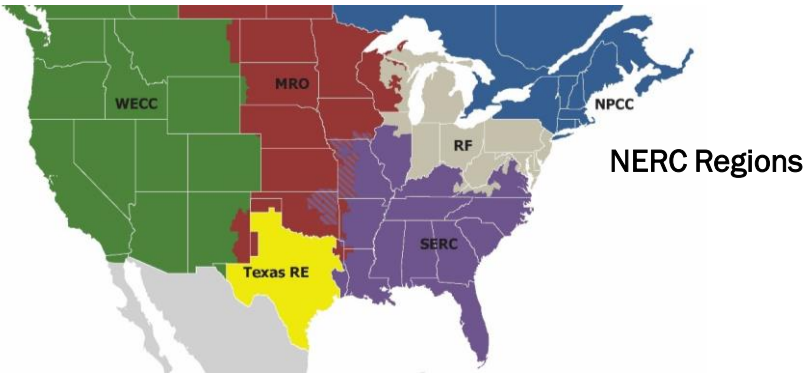 MRO
WECC
NPCC
RF
NERC Regions
SERC
Texas RE